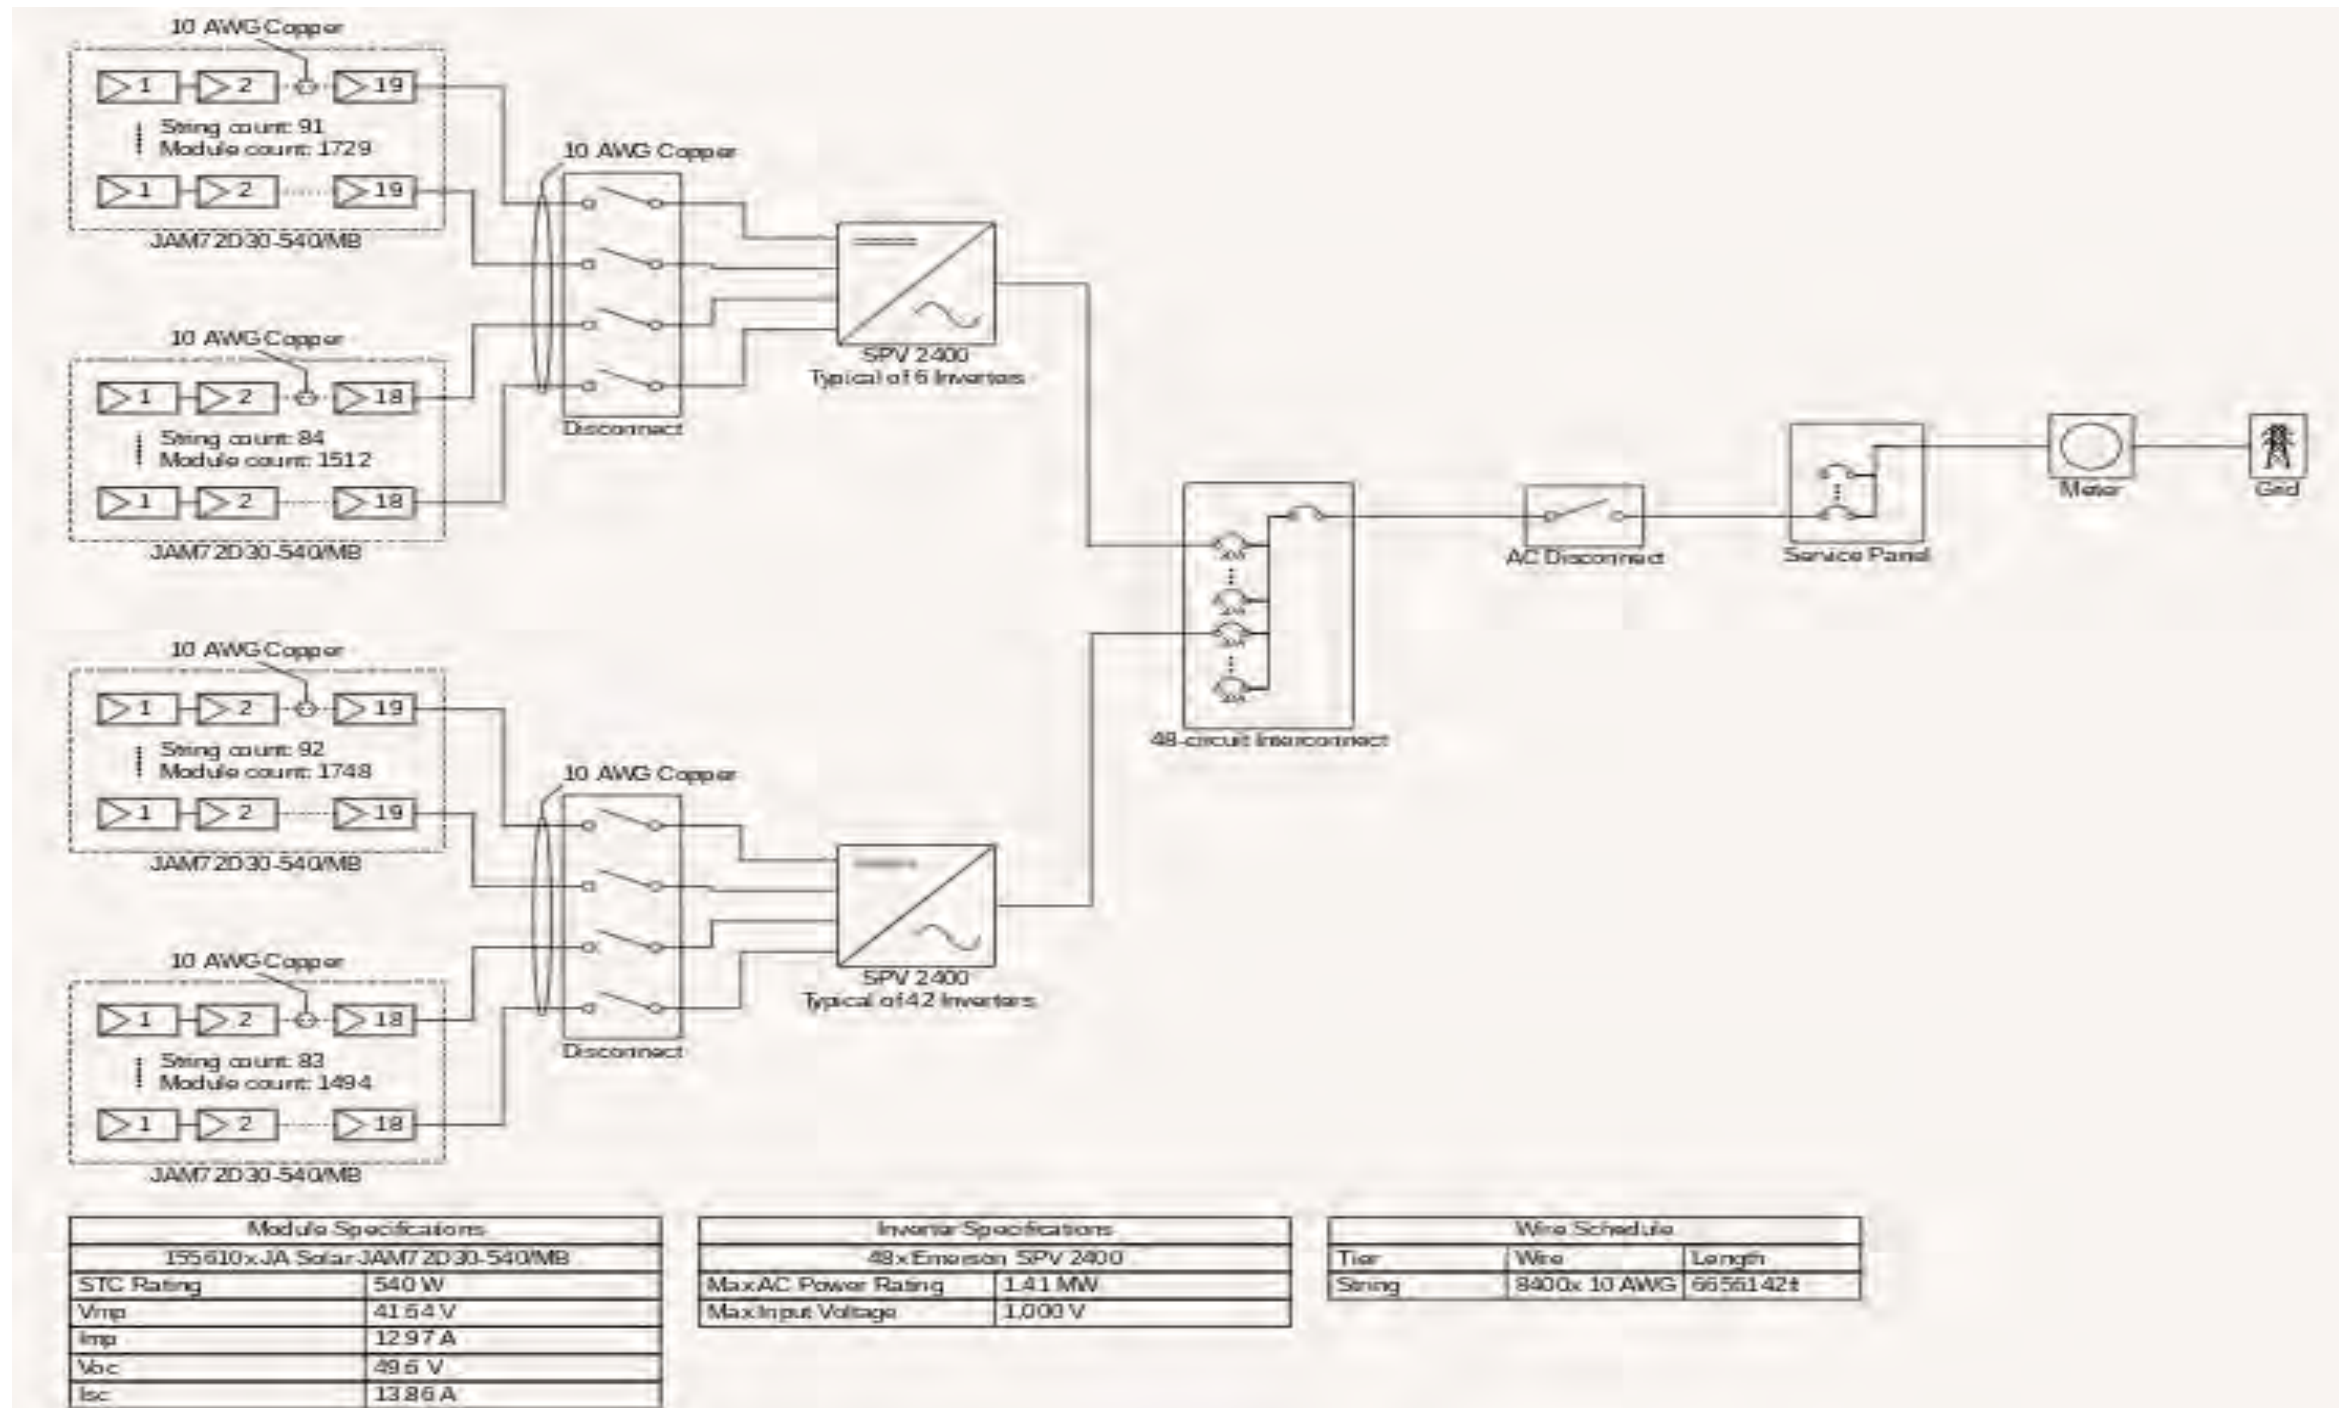 10 AWG Copper
1 2 19
String count: 91
Module count: 1729
1 2 19
JAM72D30-540/MB
10 AWG Copper
SPV 2400
Typical of 6 Inverters
10 AWG Copper
1 2 18
String count: 84
Module count: 1512
1 2 18
JAM72D30-540/MB
Disconnect
AC Disconnect
Service Panel
Meter
Grid
48-circuit Interconnect
10 AWG Copper
1 2 19
String count: 92
Module count: 1748
1 2 19
JAM72D30-540/MB
10 AWG Copper
SPV 2400
Typical of 42 Inverters
10 AWG Copper
1 2 18
String count: 83
Module count: 1494
1 2 18
JAM72D30-540/MB
Disconnect
Module Specifications
155610 x JA Solar JAM72D30-540/MB
STC Rating 540 W
Vmp 41.64 V
Imp 12.97 A
Voc 49.6 V
Isc 13.86 A
Inverter Specifications
48 x Emerson SPV 2400
Max AC Power Rating 1.41 MW
Max Input Voltage 1,000 V
Wire Schedule
Tier Wire Length
String 8400x 10 AWG